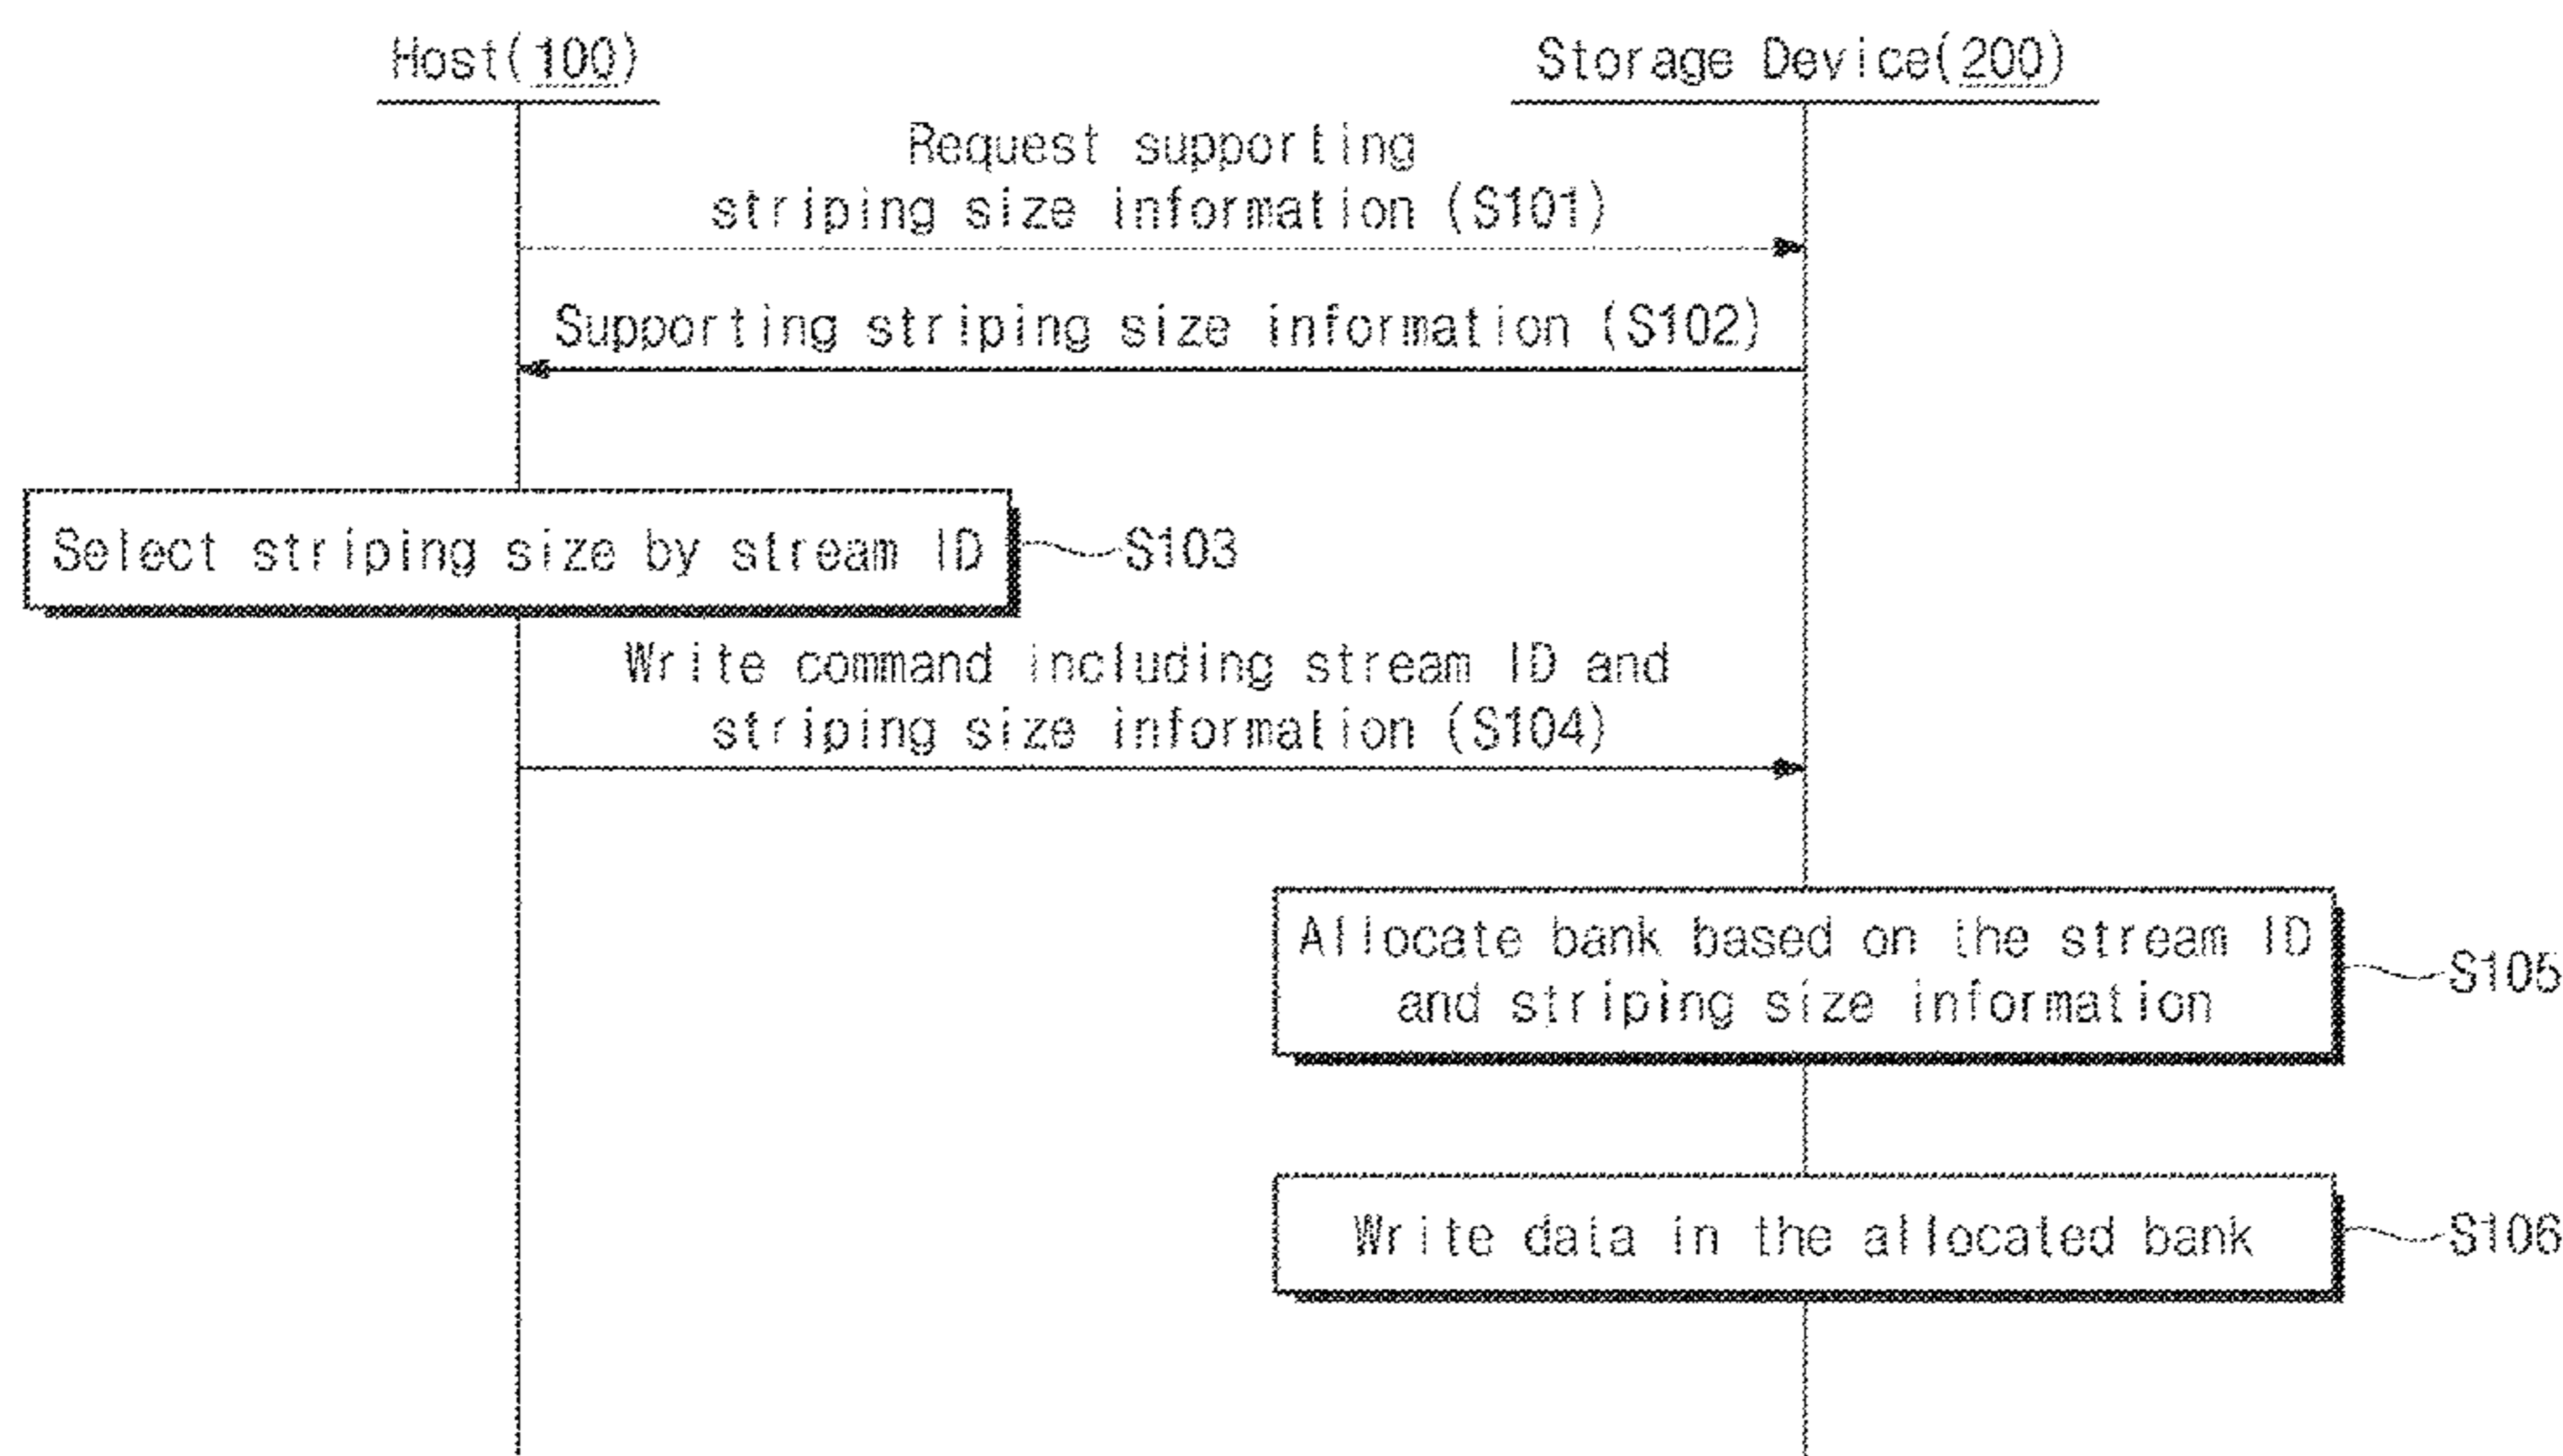 Host(100)
Storage Device(200)
Request supporting
striping size information (S101)
Supporting striping size information (S102)
Select striping size by stream ID
S103
Write command including stream ID and
striping size information (S104)
Allocate bank based on the stream ID
and striping size information
S105
Write data in the allocated bank
S106